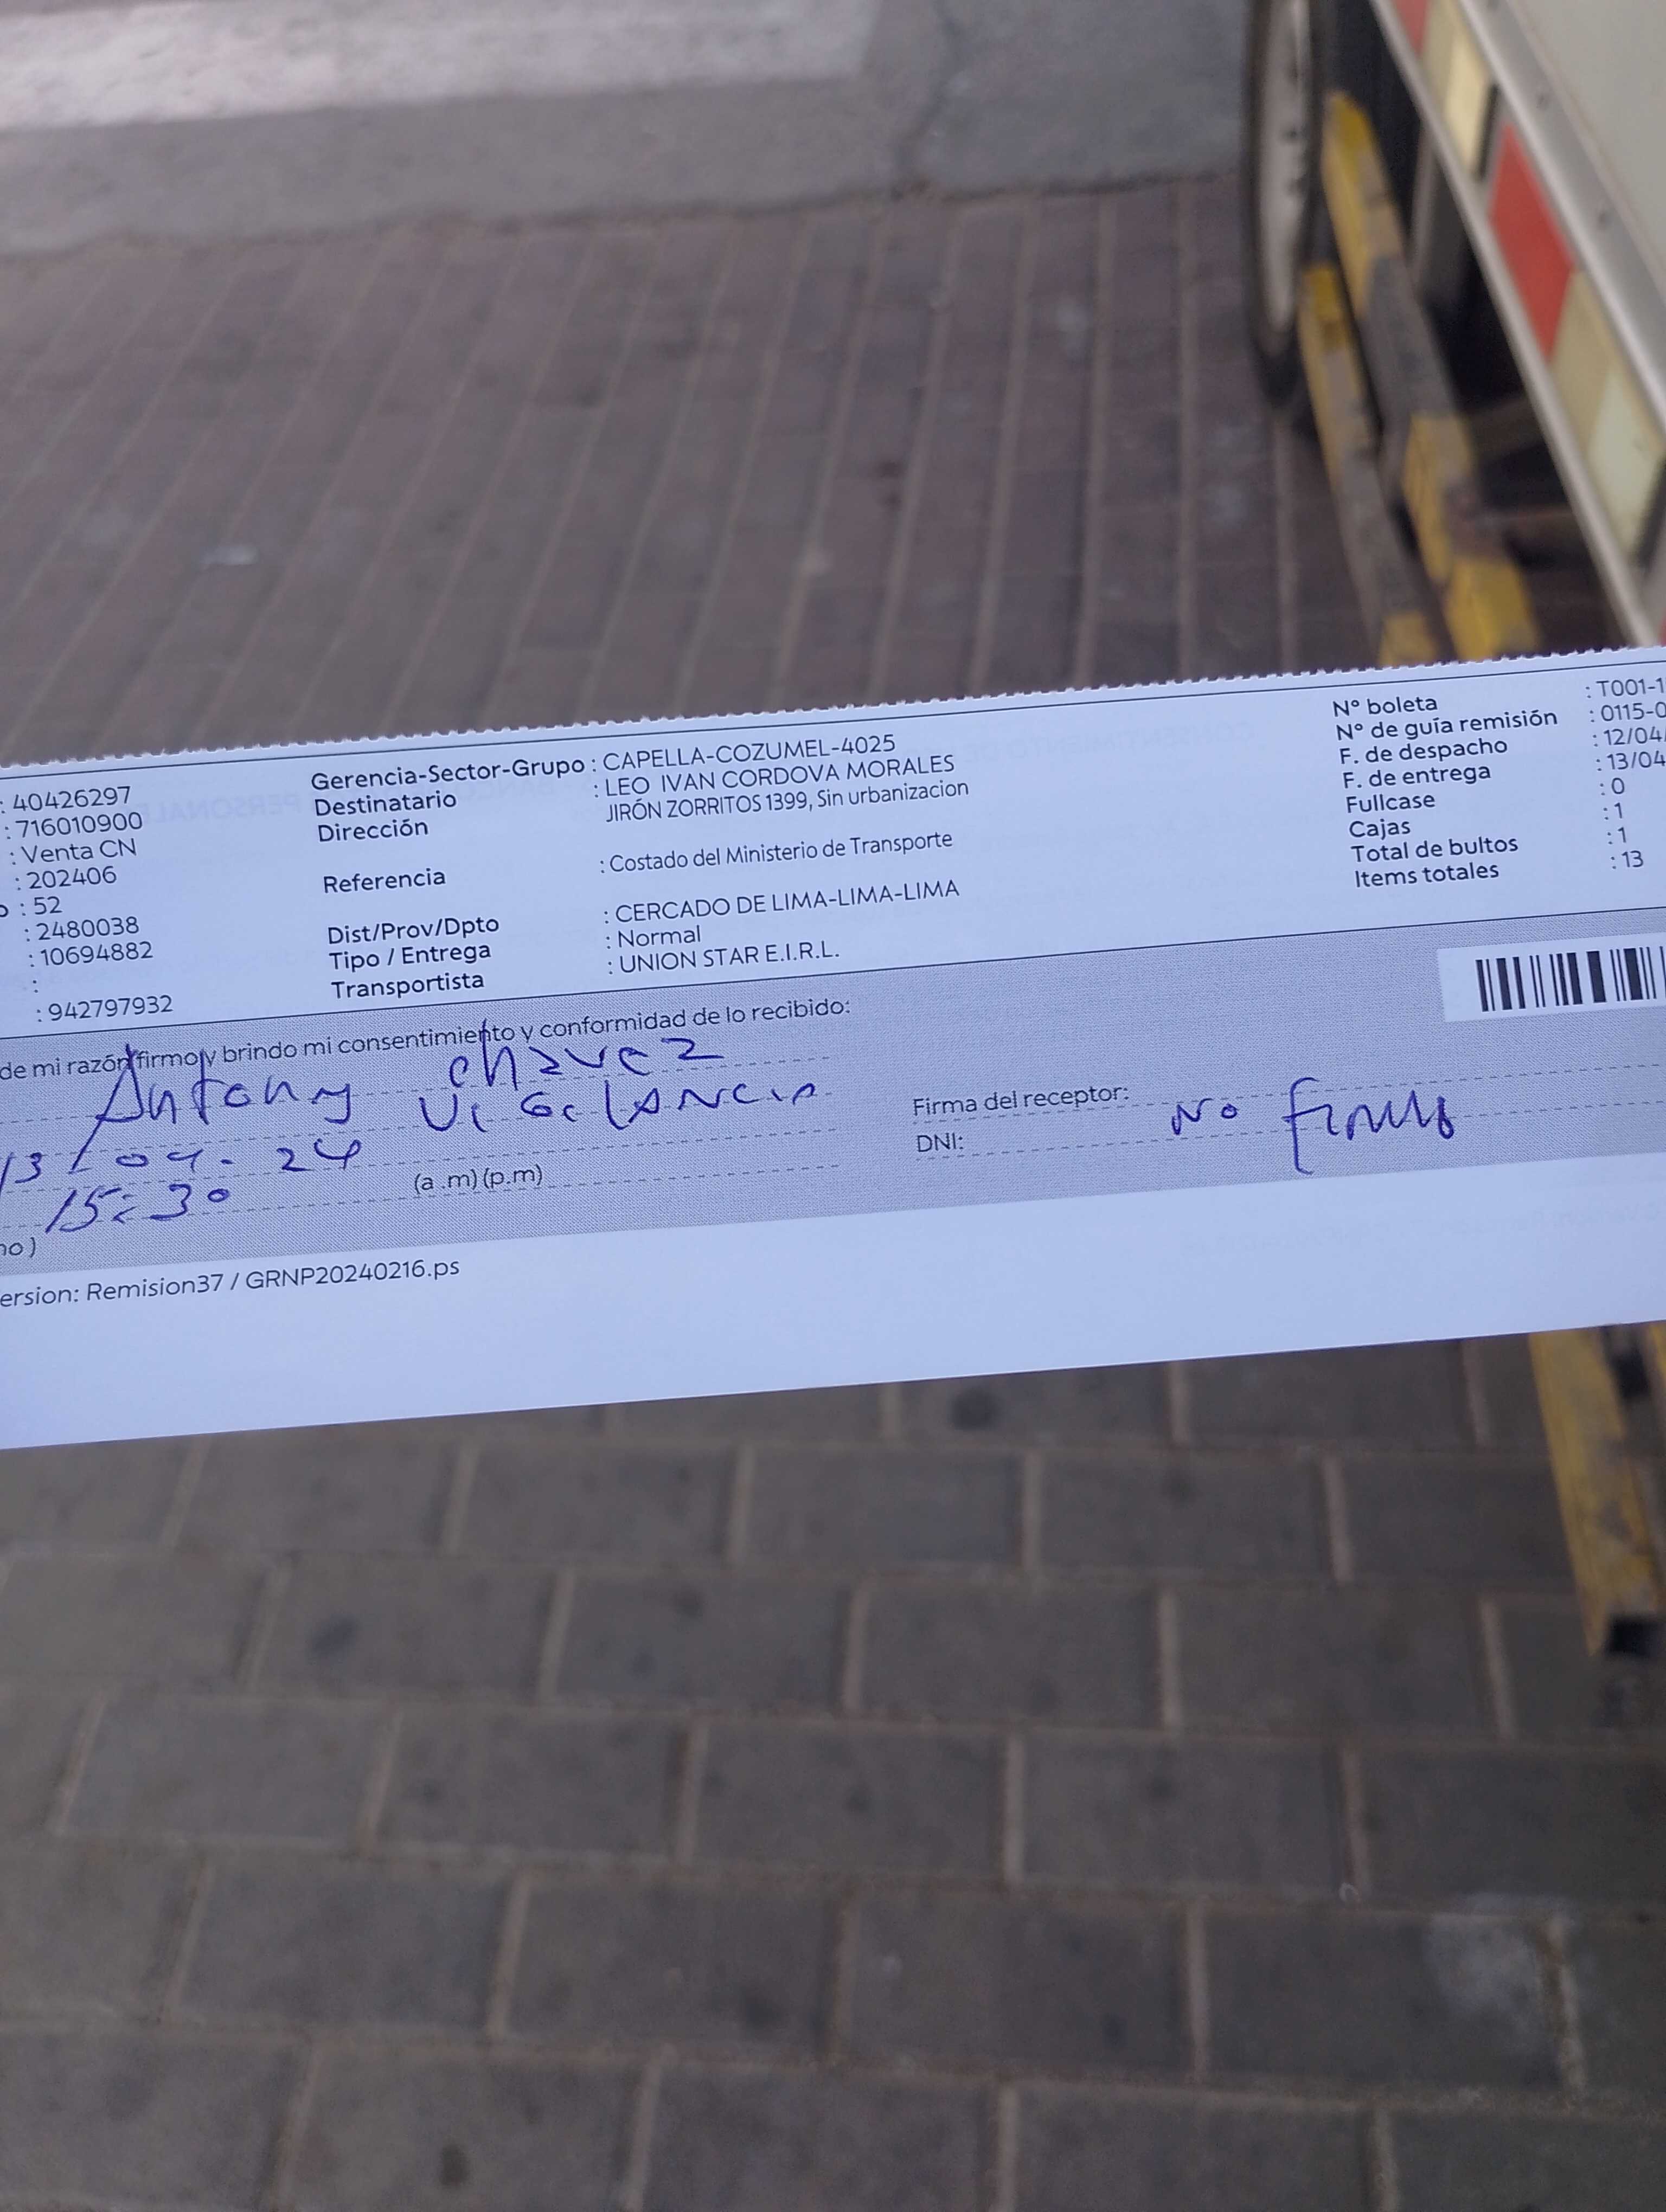 : 40426297
: 716010900
: Venta CN
: 202406
o : 52
: 2480038
: 10694882
:
: 942797932
Gerencia-Sector-Grupo : CAPELLA-COZUMEL-4025
Destinatario : LEO IVAN CORDOVA MORALES
Dirección JIRÓN ZORRITOS 1399, Sin urbanizacion
Referencia : Costado del Ministerio de Transporte
Dist/Prov/Dpto : CERCADO DE LIMA-LIMA-LIMA
Tipo / Entrega : Normal
Transportista : UNION STAR E.I.R.L.
N° boleta : T001-1
N° de guía remisión : 0115-0
F. de despacho : 12/04/
F. de entrega : 13/04
Fullcase : 0
Cajas : 1
Total de bultos : 1
Items totales : 13
de mi razón firmo y brindo mi consentimiento y conformidad de lo recibido:
Antony chavez
VIGILANCIA
13/04-24
15:30 (a .m) (p.m)
Firma del receptor:
DNI:
No firmo
no )
ersion: Remision37 / GRNP20240216.ps